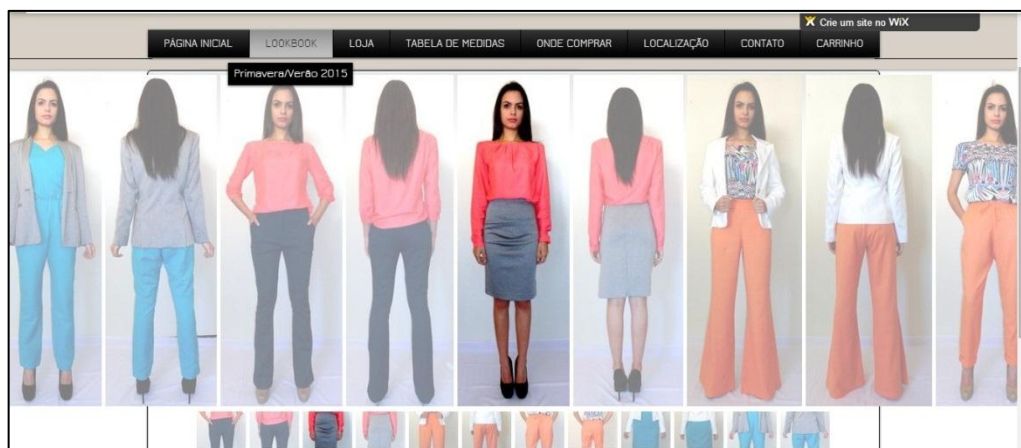 Crie um site no WiX
PÁGINA INICIAL LOOKBOOK LOJA TABELA DE MEDIDAS ONDE COMPRAR LOCALIZAÇÃO CONTATO CARRINHO
Primavera/Verão 2015